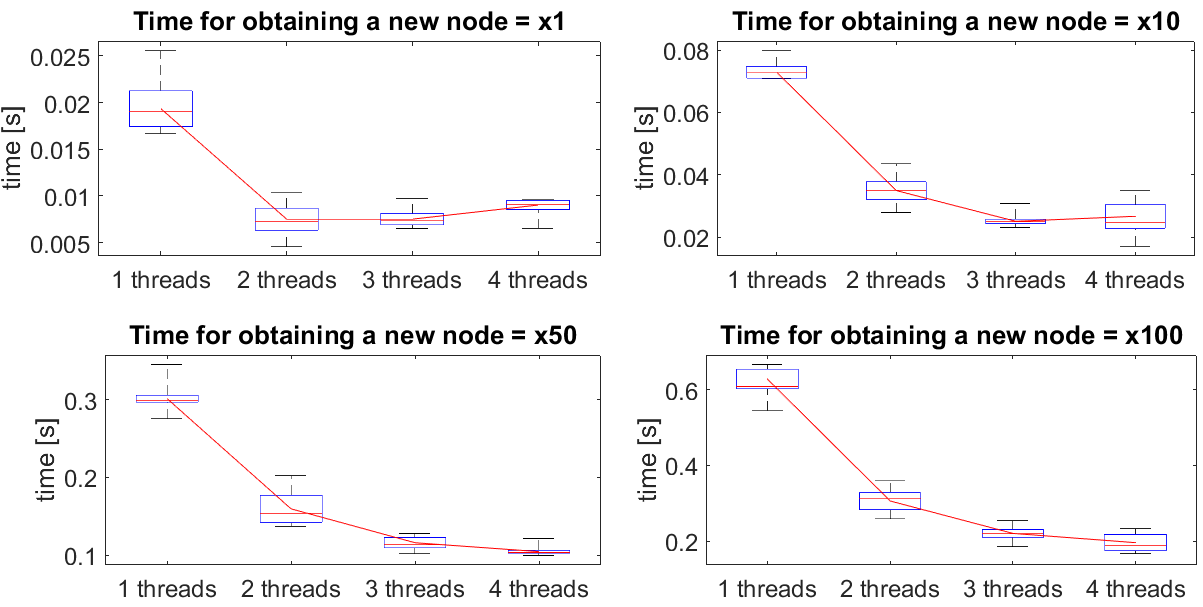 Time for obtaining a new node = x1
time [s]
0.025
0.02
0.015
0.01
0.005
1 threads 2 threads 3 threads 4 threads
Time for obtaining a new node = x10
time [s]
0.08
0.06
0.04
0.02
1 threads 2 threads 3 threads 4 threads
Time for obtaining a new node = x50
time [s]
0.3
0.2
0.1
1 threads 2 threads 3 threads 4 threads
Time for obtaining a new node = x100
time [s]
0.6
0.4
0.2
1 threads 2 threads 3 threads 4 threads